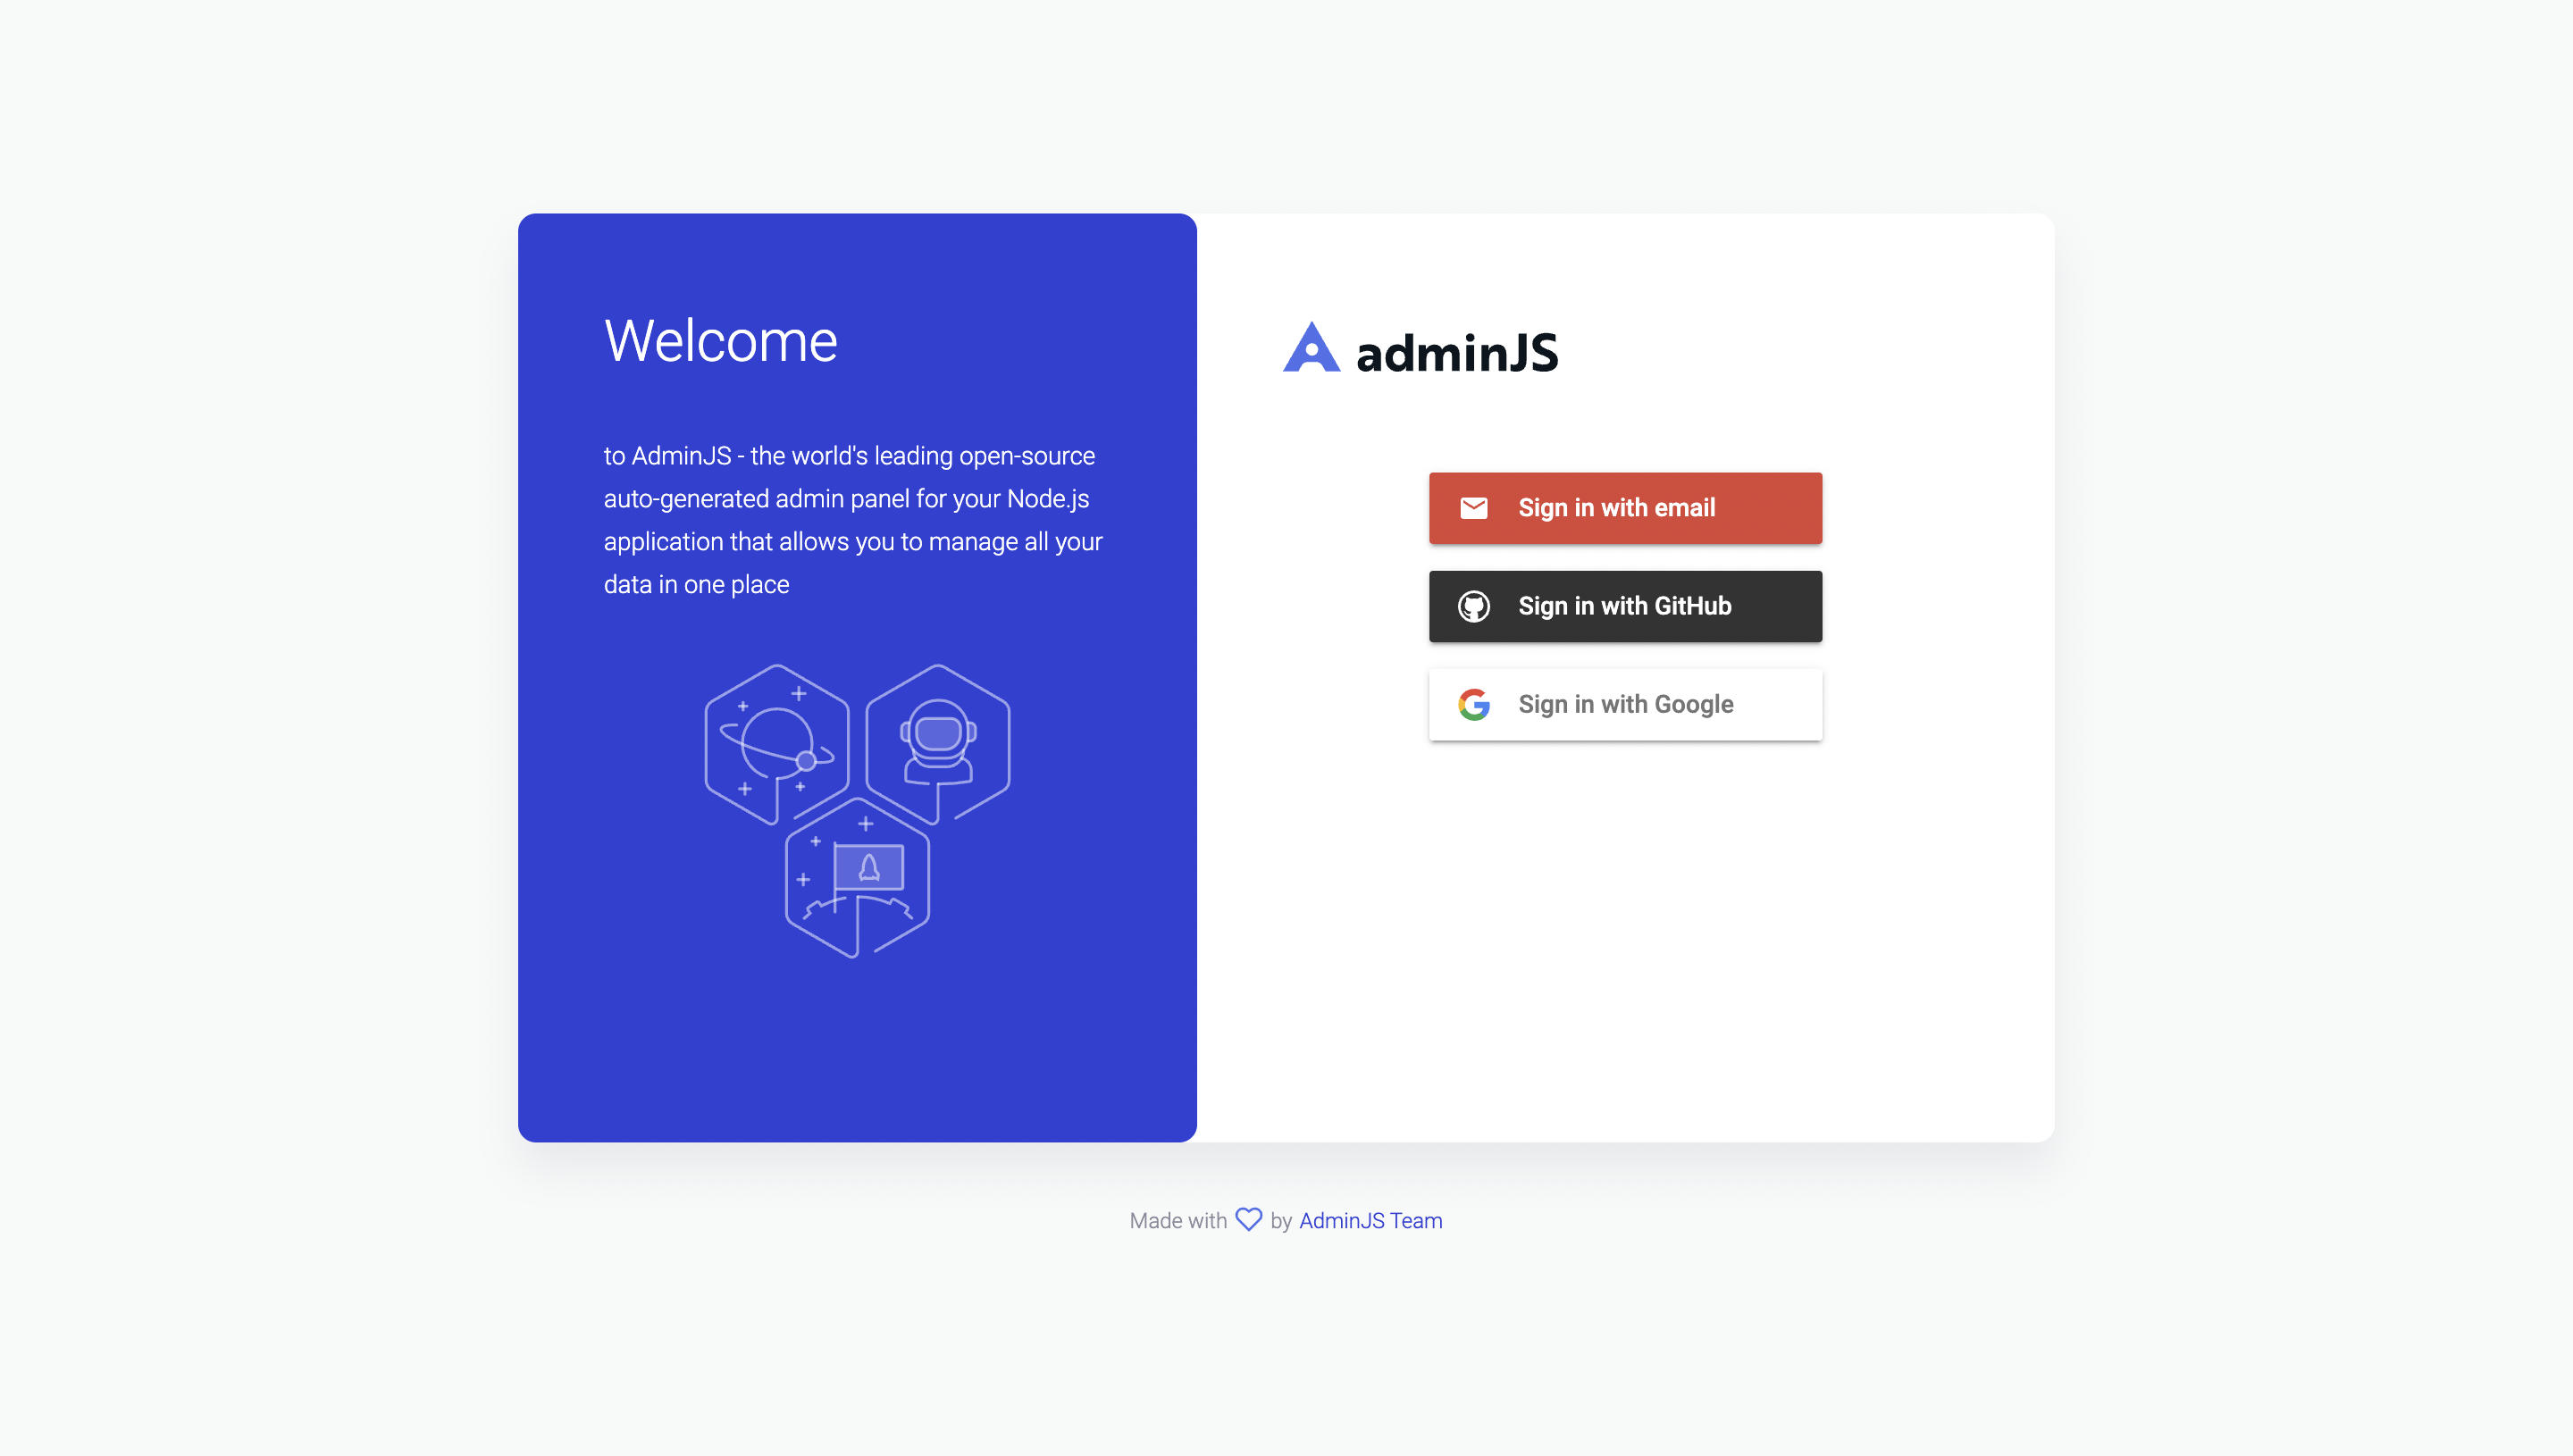 Welcome
to AdminJS - the world's leading open-source
auto-generated admin panel for your Node.js
application that allows you to manage all your
data in one place
adminJS
Sign in with email
Sign in with GitHub
Sign in with Google
Made with by AdminJS Team